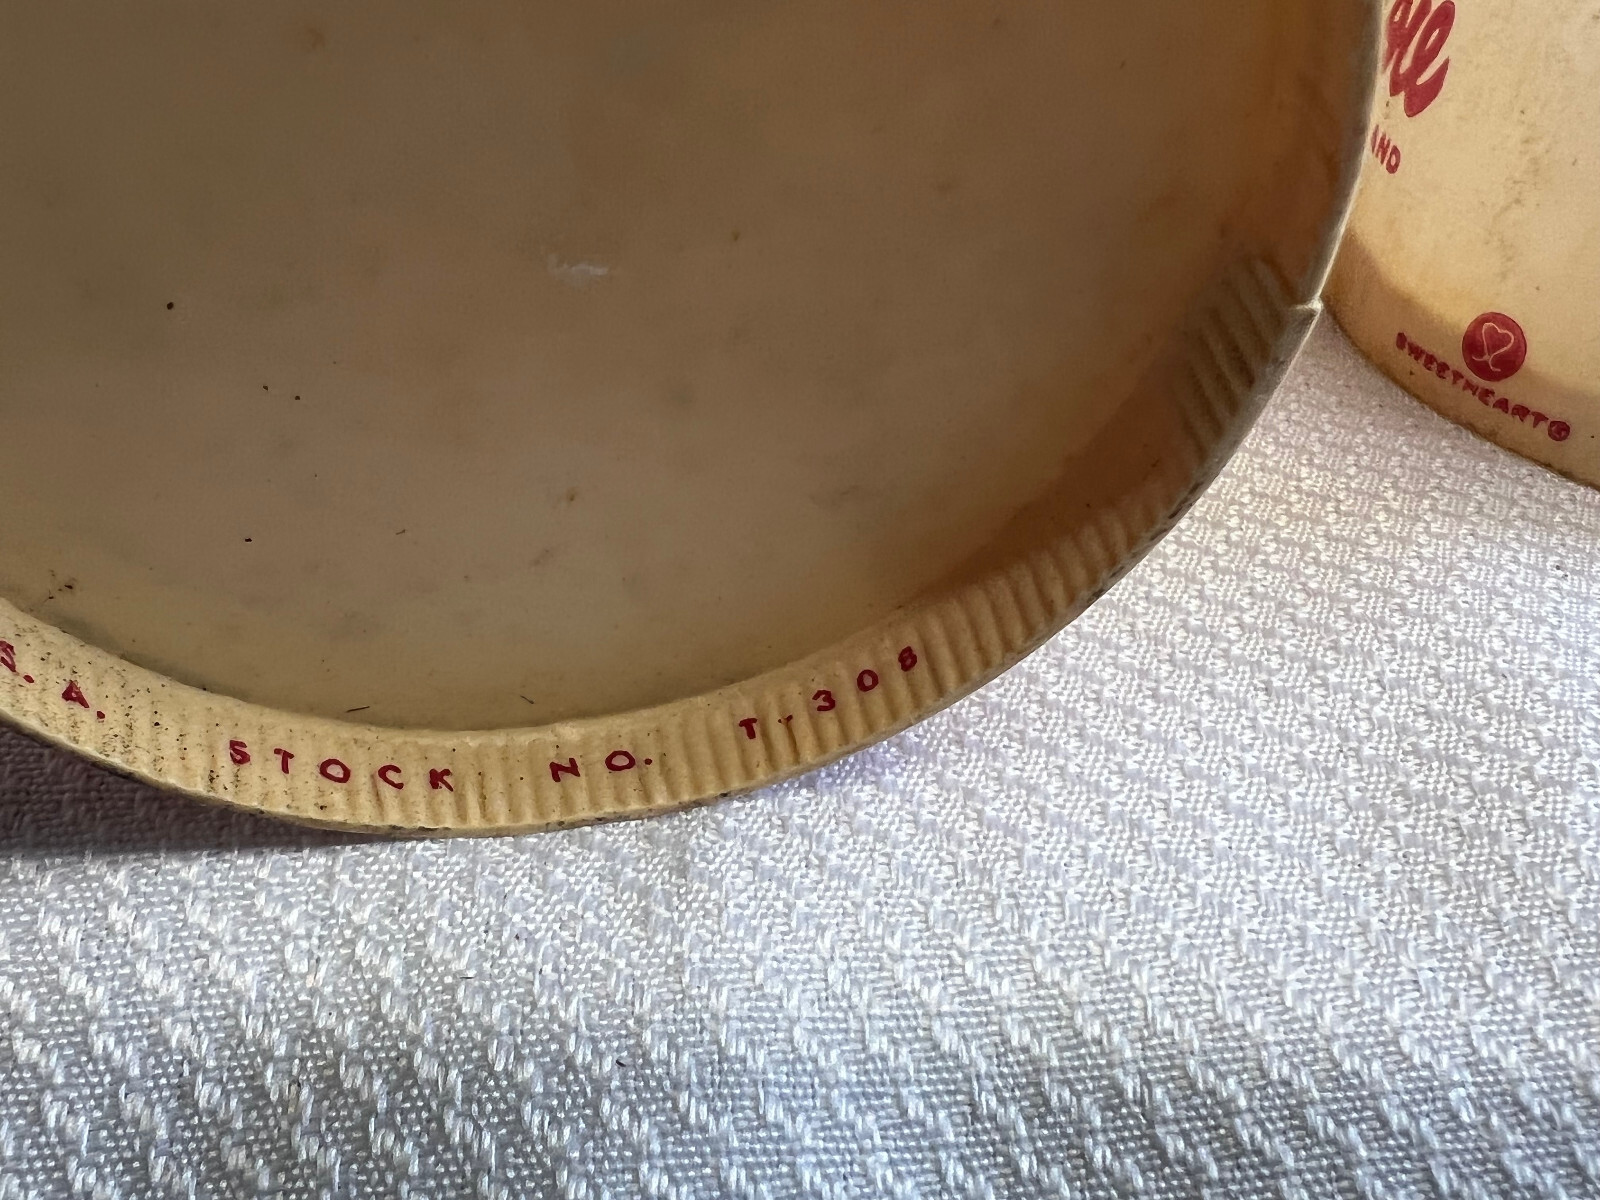 AND
SWEETHEART®
S.A. STOCK NO. T-308